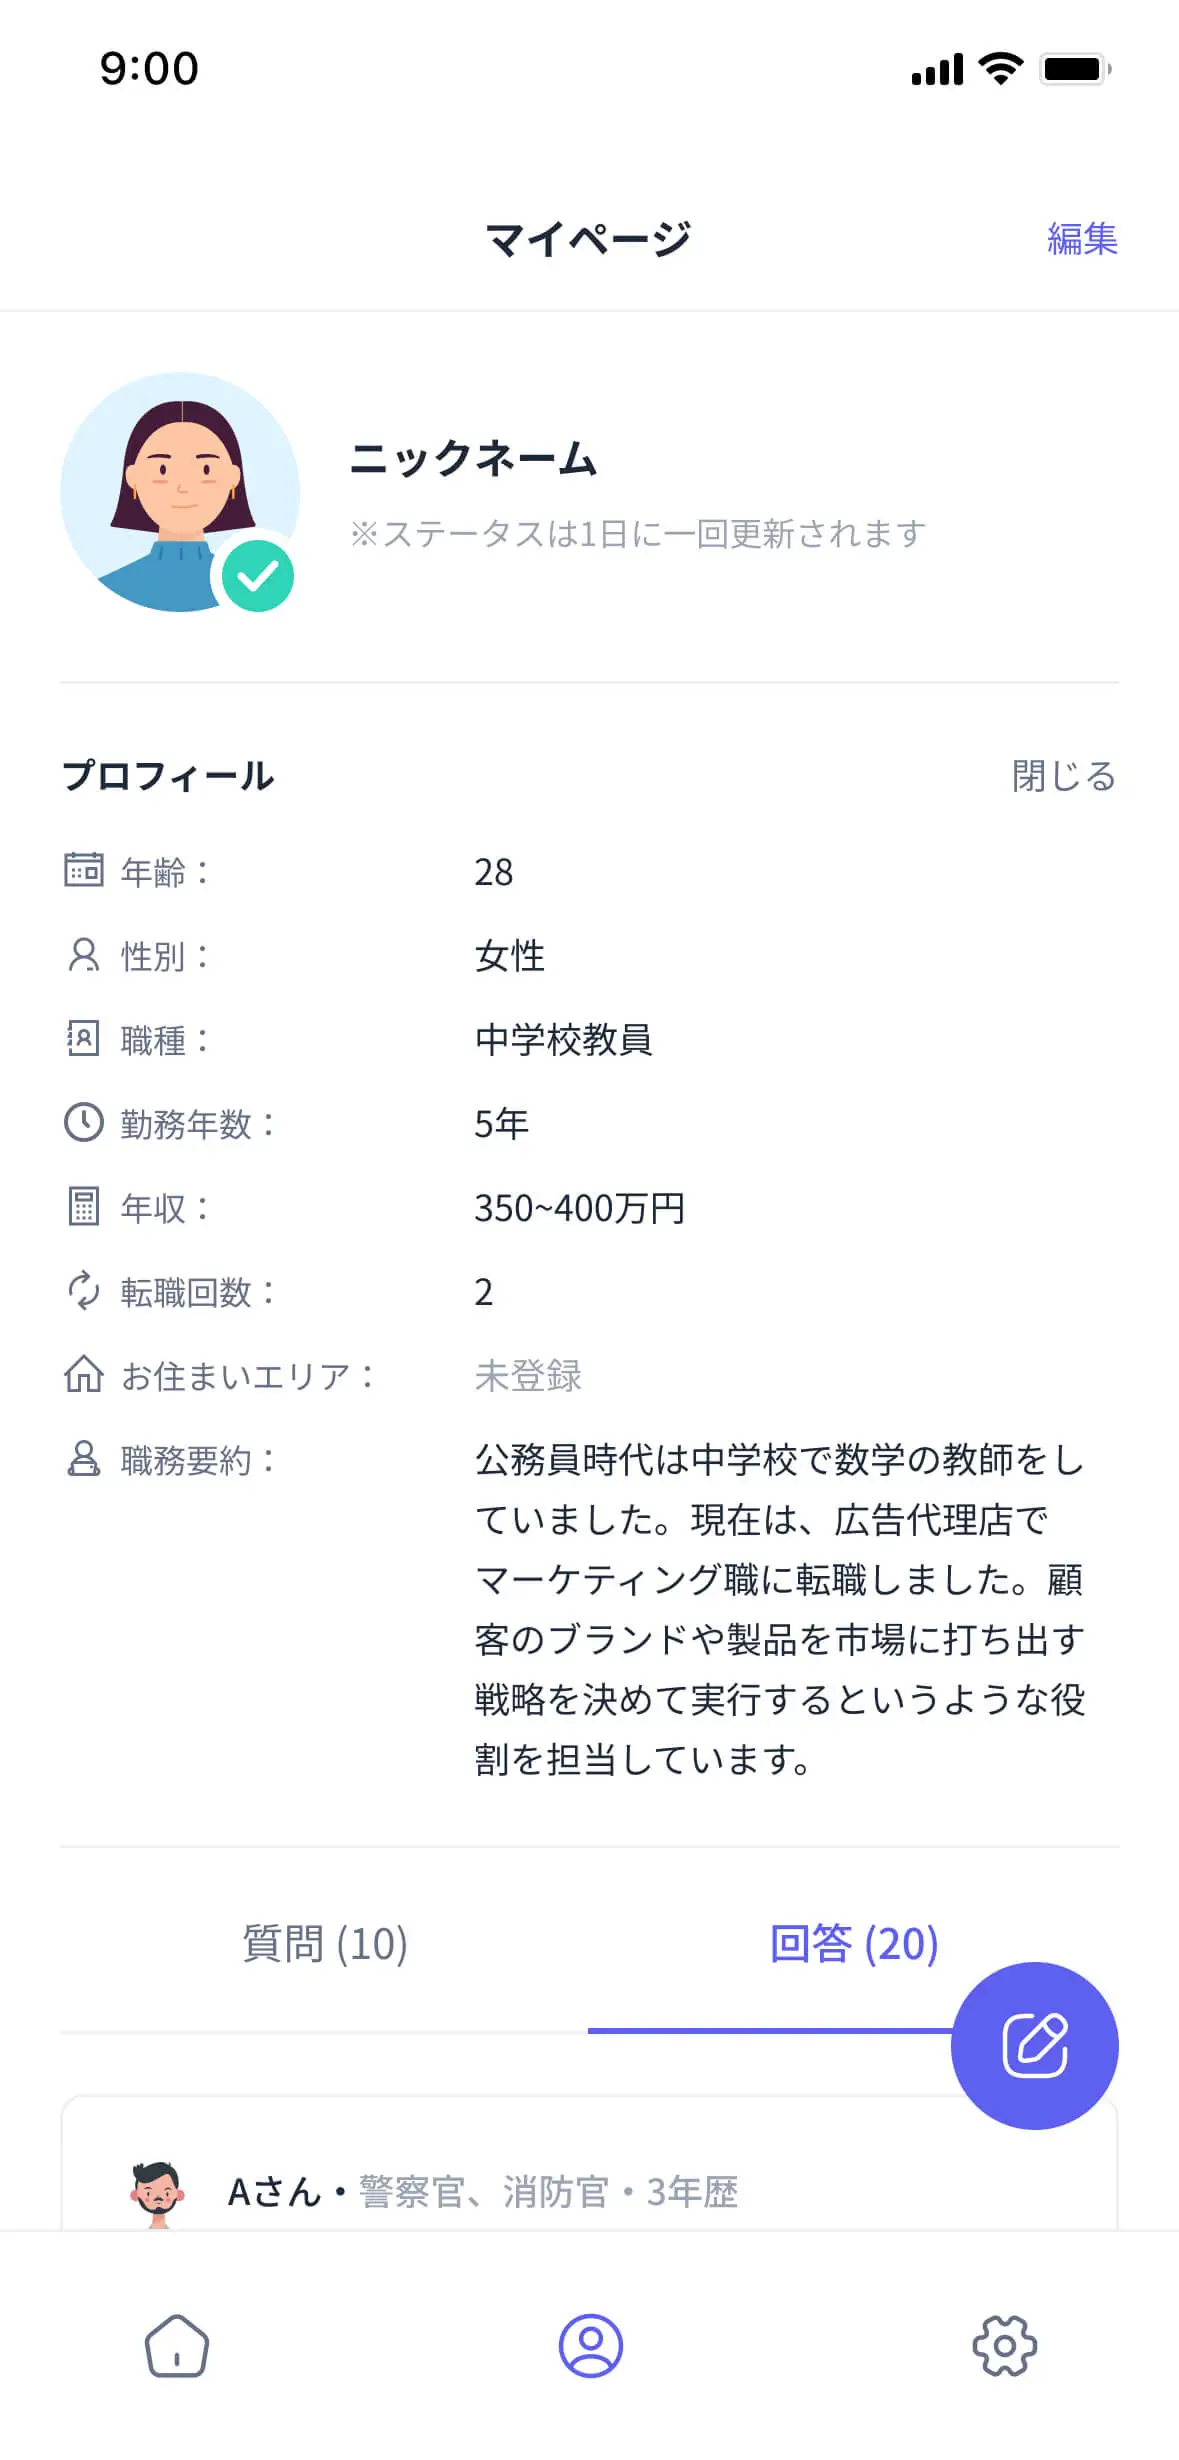 9:00
マイページ
編集
ニックネーム
※ステータスは1日に一回更新されます
プロフィール
閉じる
年齢：
28
性別：
女性
職種：
中学校教員
勤務年数：
5年
年収：
350~400万円
転職回数：
2
お住まいエリア：
未登録
職務要約：
公務員時代は中学校で数学の教師をし
ていました。現在は、広告代理店で
マーケティング職に転職しました。顧
客のブランドや製品を市場に打ち出す
戦略を決めて実行するというような役
割を担当しています。
質問 (10)
回答 (20)
Aさん・警察官、消防官・3年歴